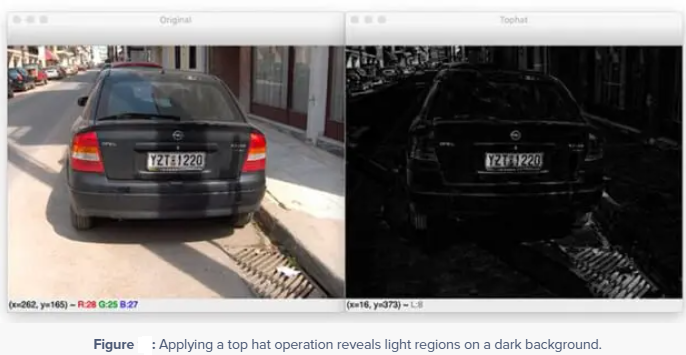 Original
Tophat
YZT 1220
YZT 1220
(x=262, y=165) ~ R:28 G:25 B:27
(x=16, y=373) ~ L:8
Figure : Applying a top hat operation reveals light regions on a dark background.